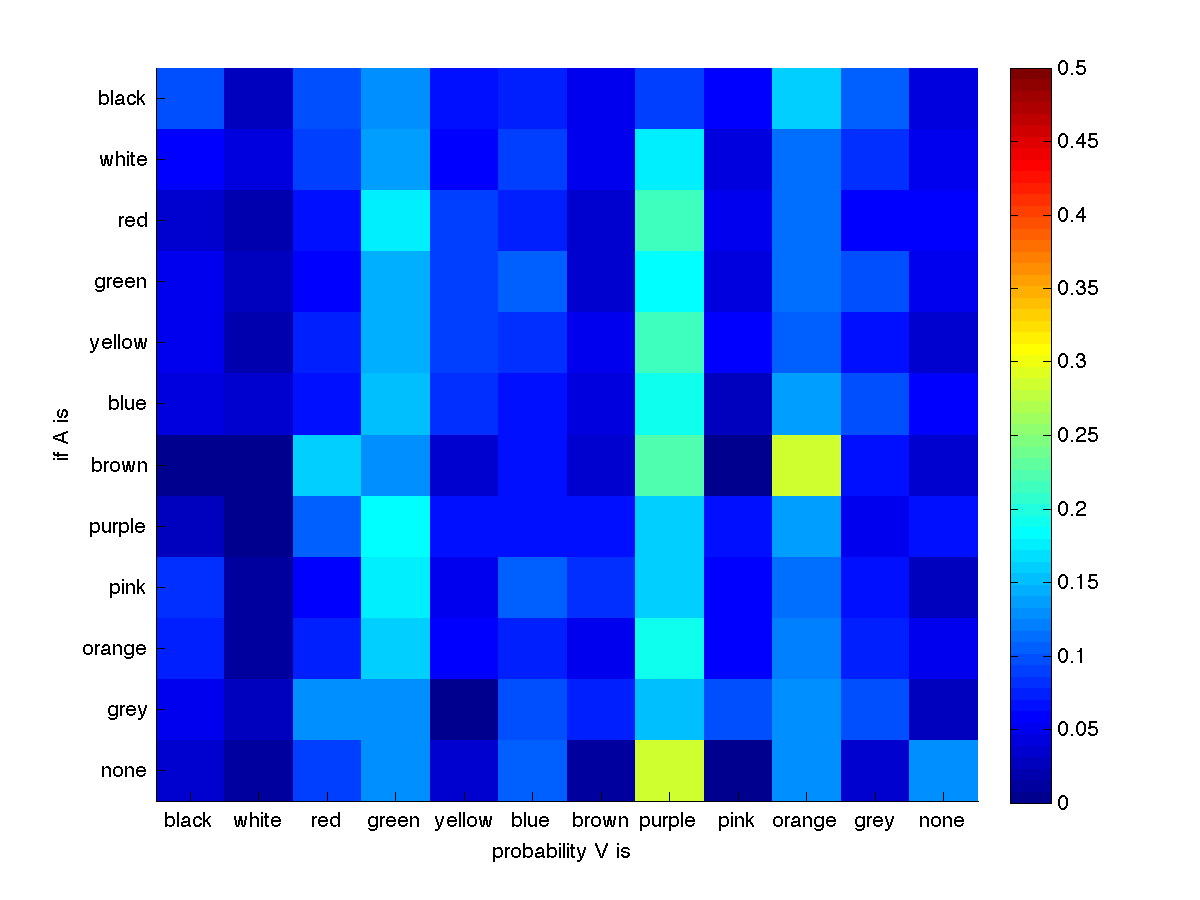 black
white
red
green
yellow
blue
brown
purple
pink
orange
grey
none
if A is
black white red green yellow blue brown purple pink orange grey none
probability V is
0.5
0.45
0.4
0.35
0.3
0.25
0.2
0.15
0.1
0.05
0